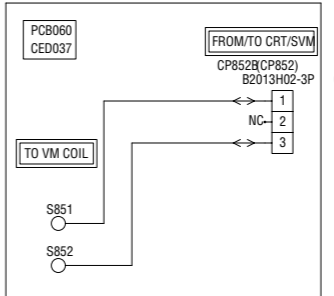 PCB060
CED037
FROM/TO CRT/SVM
CP852B(CP852)
B2013H02-3P
1
NC 2
3
TO VM COIL
S851
S852